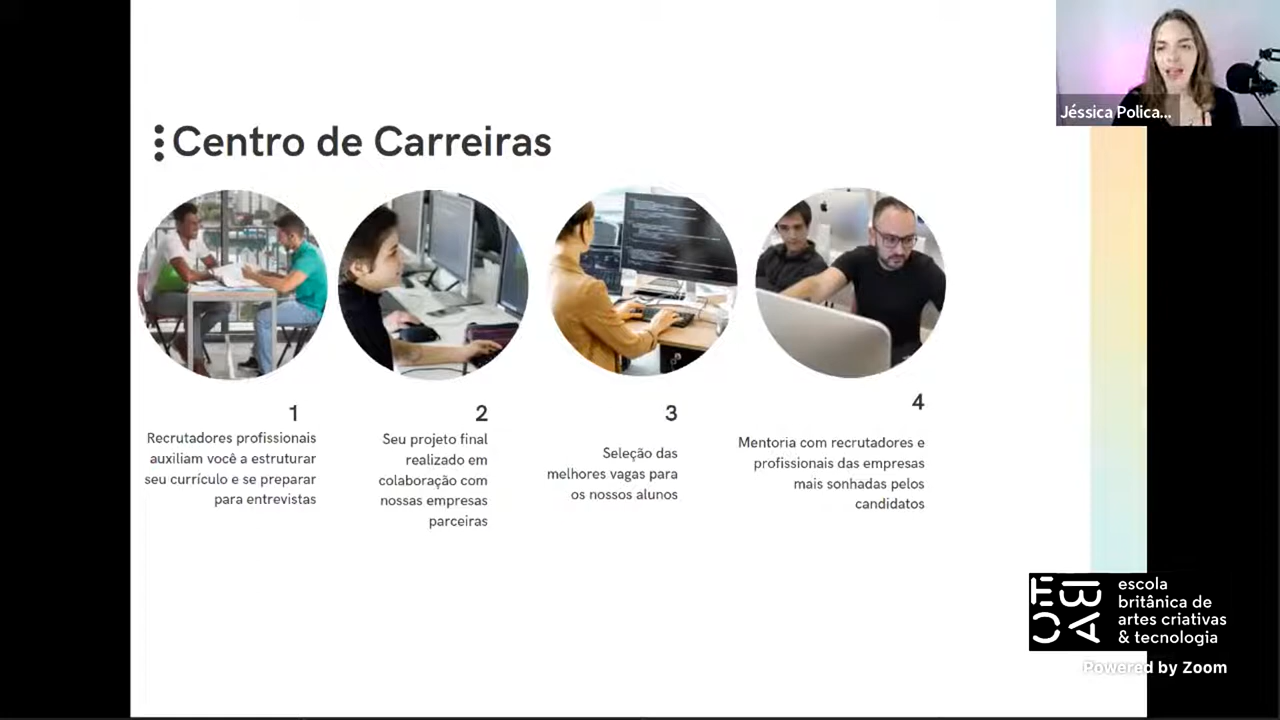 Centro de Carreiras
Jéssica Polica...
1
Recrutadores profissionais
auxiliam você a estruturar
seu currículo e se preparar
para entrevistas
2
Seu projeto final
realizado em
colaboração com
nossas empresas
parceiras
3
Seleção das
melhores vagas para
os nossos alunos
4
Mentoria com recrutadores e
profissionais das empresas
mais sonhadas pelos
candidatos
escola
britânica de
artes criativas
& tecnologia
Powered by Zoom